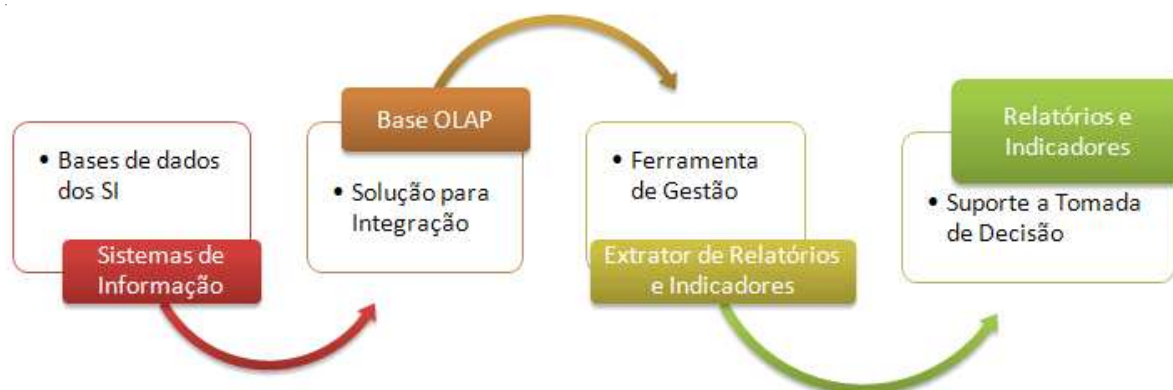 • Bases de dados
dos SI
Sistemas de
Informação
Base OLAP
• Solução para
Integração
• Ferramenta
de Gestão
Extrator de Relatórios
e Indicadores
Relatórios e
Indicadores
• Suporte a Tomada
de Decisão